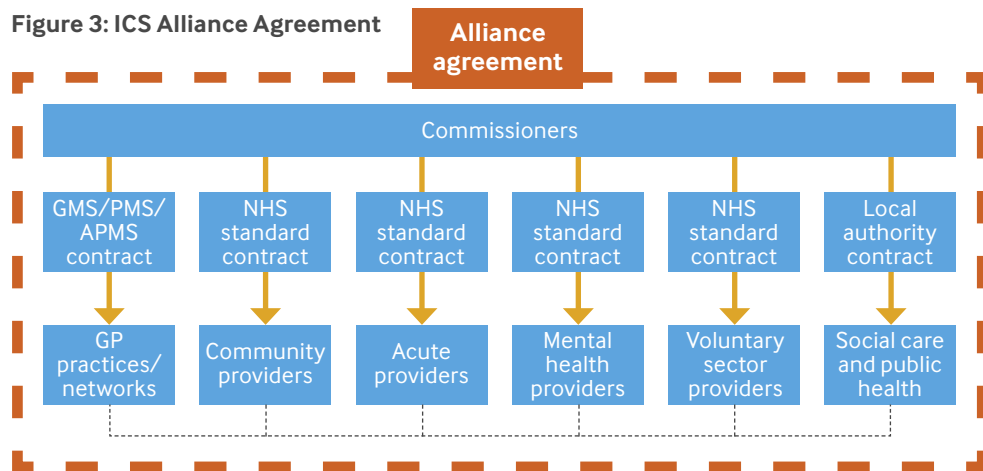 Figure 3: ICS Alliance Agreement
Alliance
agreement
Commissioners
GMS/PMS/
APMS
contract
NHS
standard
contract
NHS
standard
contract
NHS
standard
contract
NHS
standard
contract
Local
authority
contract
GP
practices/
networks
Community
providers
Acute
providers
Mental
health
providers
Voluntary
sector
providers
Social care
and public
health